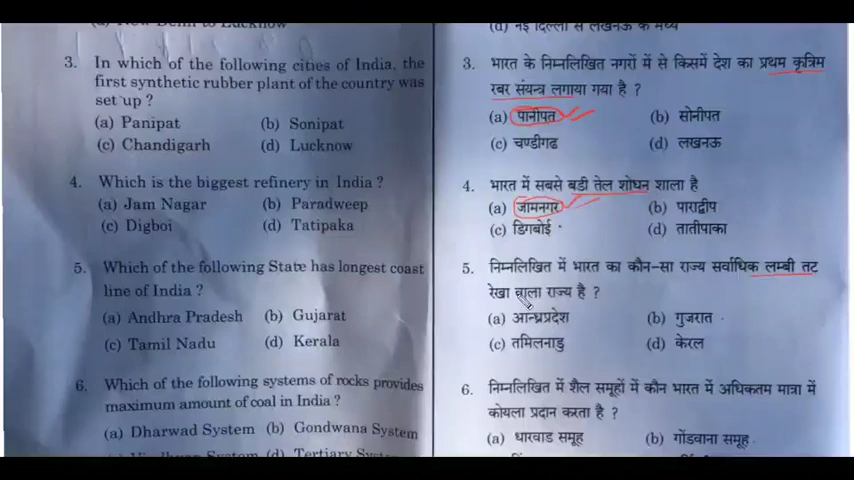 3. In which of the following cities of India, the
first synthetic rubber plant of the country was
set up ?
(a) Panipat (b) Sonipat
(c) Chandigarh (d) Lucknow
4. Which is the biggest refinery in India ?
(a) Jam Nagar (b) Paradweep
(c) Digboi (d) Tatipaka
5. Which of the following State has longest coast
line of India ?
(a) Andhra Pradesh (b) Gujarat
(c) Tamil Nadu (d) Kerala
6. Which of the following systems of rocks provides
maximum amount of coal in India ?
(a) Dharwad System (b) Gondwana System
(d) Tertiary
(d) नई दिल्ली से लखनऊ के मध्य
3. भारत के निम्नलिखित नगरों में से किसमें देश का प्रथम कृत्रिम
रबर संयन्त्र लगाया गया है ?
(a) पानीपत (b) सोनीपत
(c) चण्डीगढ (d) लखनऊ
4. भारत में सबसे बडी तेल शोधन शाला है
(a) जामनगर (b) पाराद्वीप
(c) डिगबोई (d) तातीपाका
5. निम्नलिखित में भारत का कौन-सा राज्य सर्वाधिक लम्बी तट
रेखा वाला राज्य है ?
(a) आन्ध्रप्रदेश (b) गुजरात
(c) तमिलनाडु (d) केरल
6. निम्नलिखित में शैल समूहों में कौन भारत में अधिकतम मात्रा में
कोयला प्रदान करता है ?
(a) धारवाड समूह (b) गोंडवाना समूह